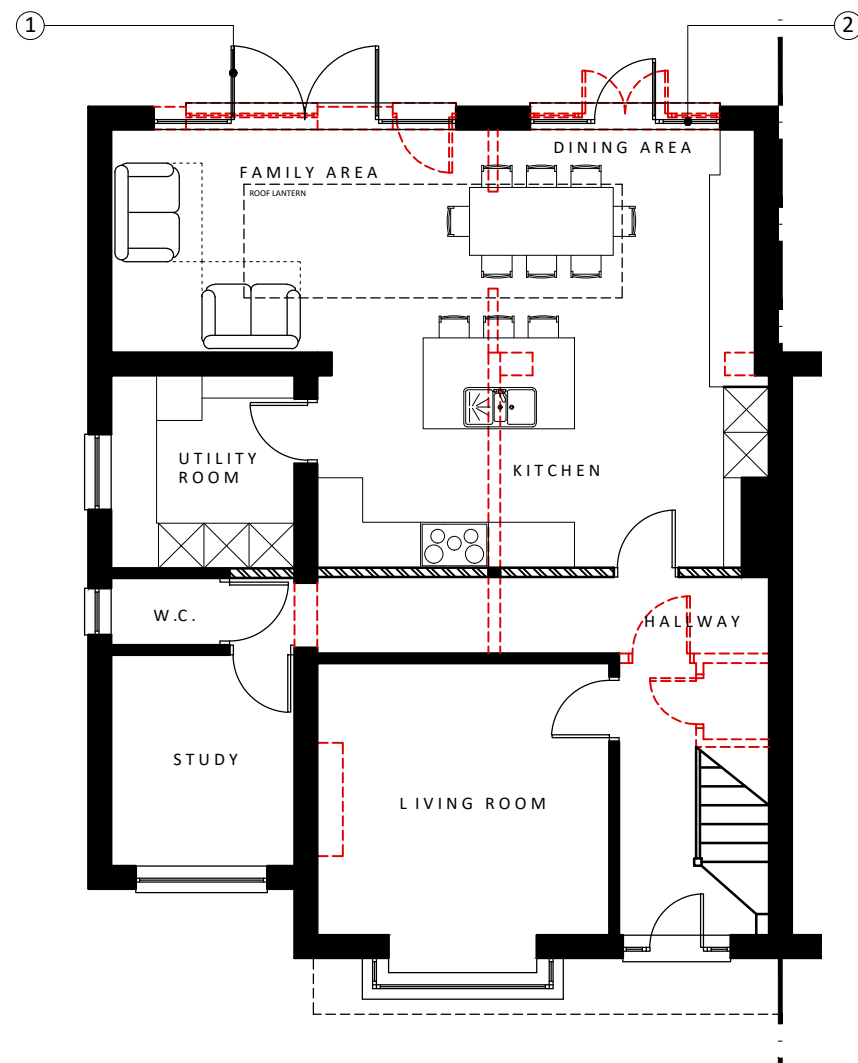 1
2
DINING AREA
FAMILY AREA
ROOF LANTERN
UTILITY
ROOM
KITCHEN
W.C.
HALLWAY
STUDY
LIVING ROOM